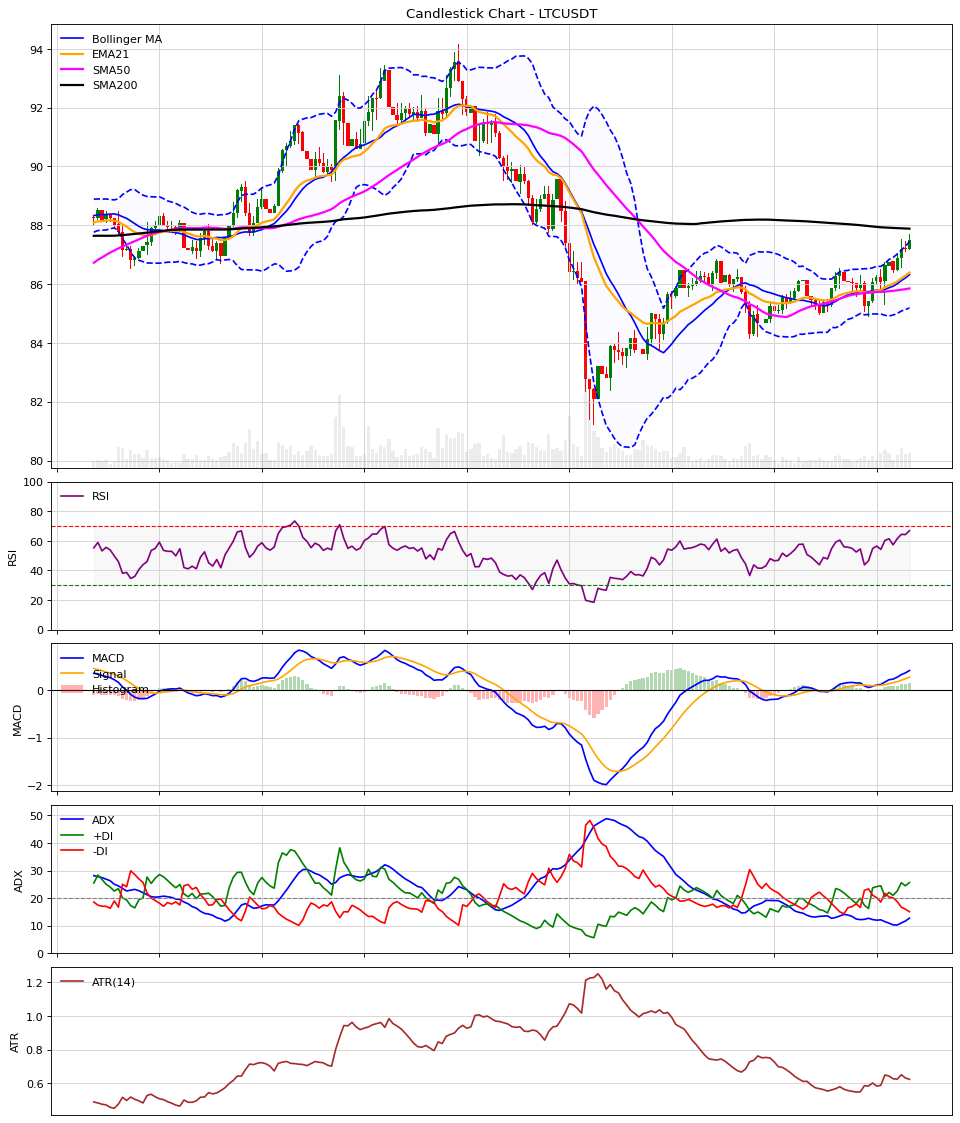 Candlestick Chart - LTCUSDT
Bollinger MA
EMA21
SMA50
SMA200
94
92
90
88
86
84
82
80
RSI
RSI
100
80
60
40
20
0
MACD
Signal
Histogram
MACD
0
−1
−2
ADX
+DI
-DI
ADX
50
40
30
20
10
0
ATR(14)
ATR
1.2
1.0
0.8
0.6